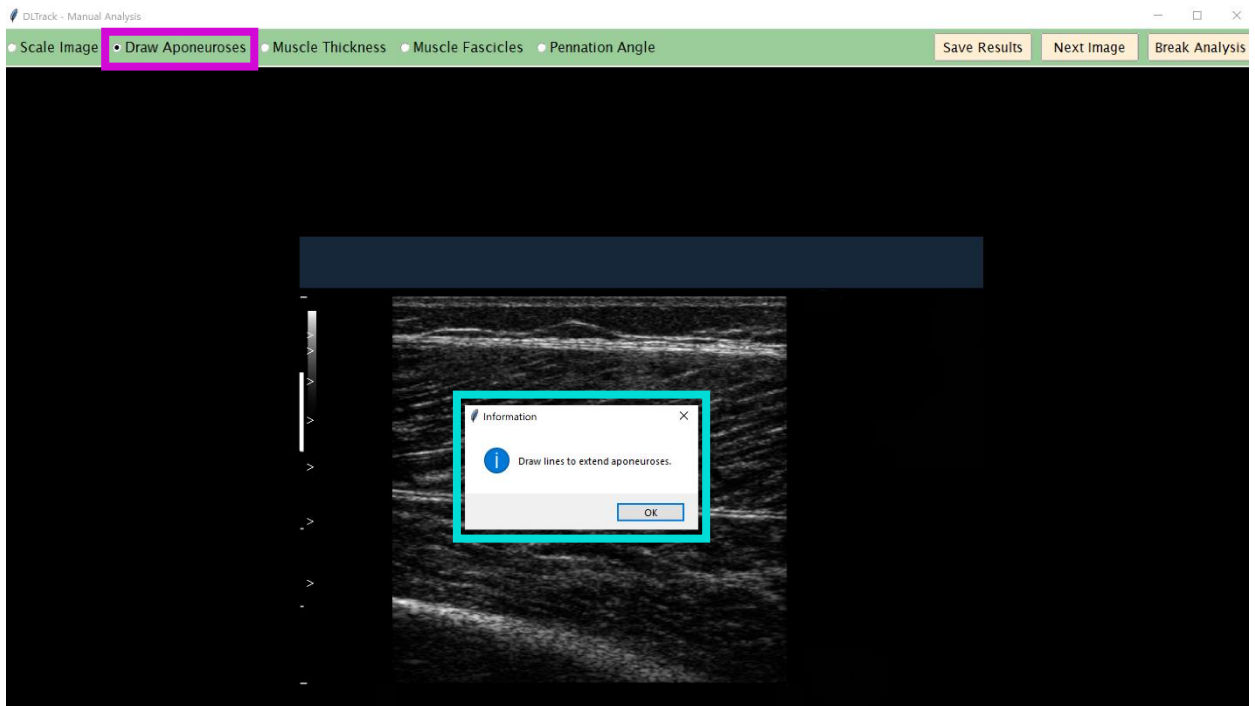 DLTrack - Manual Analysis
Scale Image Draw Aponeuroses Muscle Thickness Muscle Fascicles Pennation Angle Save Results Next Image Break Analysis
Information
Draw lines to extend aponeuroses.
OK